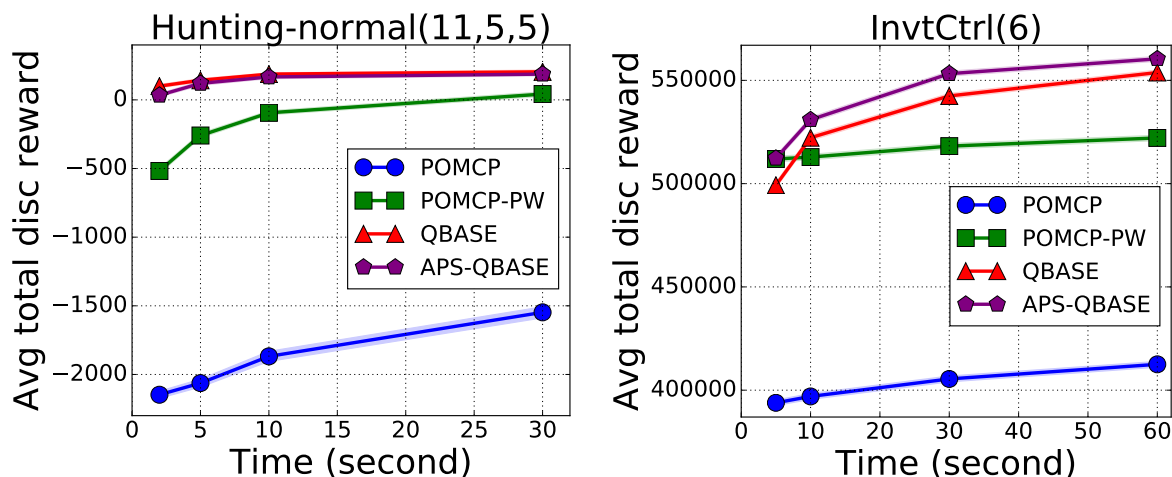 Hunting-normal(11,5,5)
Avg total disc reward
0
−500
−1000
−1500
−2000
POMCP
POMCP-PW
QBASE
APS-QBASE
0 5 10 15 20 25 30
Time (second)
InvtCtrl(6)
Avg total disc reward
550000
500000
450000
400000
POMCP
POMCP-PW
QBASE
APS-QBASE
0 10 20 30 40 50 60
Time (second)